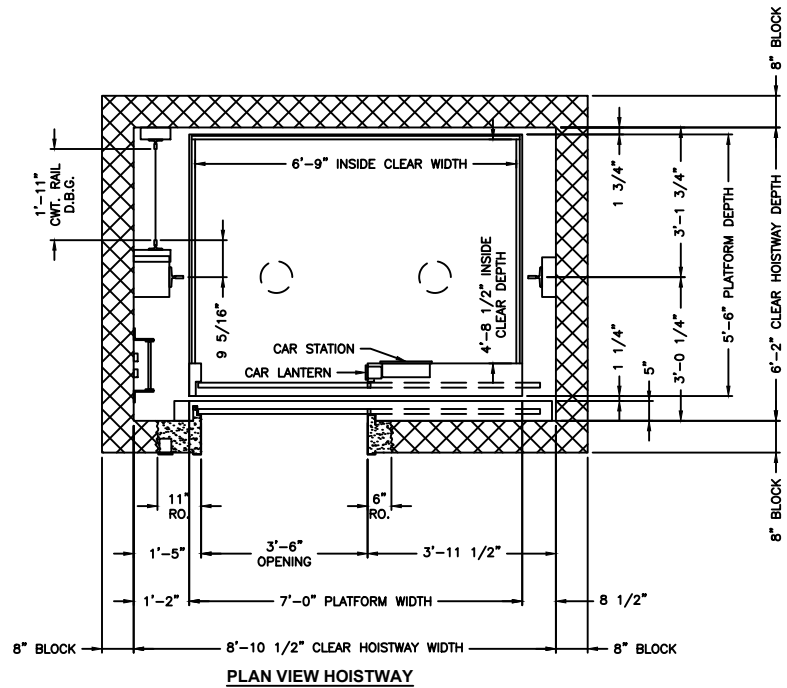 8" BLOCK
6'-9" INSIDE CLEAR WIDTH
1'-11"
CWT. RAIL
D.B.G.
1 3/4"
3'-1 3/4"
5'-6" PLATFORM DEPTH
6'-2" CLEAR HOISTWAY DEPTH
4'-8 1/2" INSIDE
CLEAR DEPTH
9 5/16"
CAR STATION
CAR LANTERN
1 1/4"
5"
3'-0 1/4"
8" BLOCK
11"
RO.
6"
RO.
1'-5"
3'-6"
OPENING
3'-11 1/2"
1'-2"
7'-0" PLATFORM WIDTH
8 1/2"
8" BLOCK
8'-10 1/2" CLEAR HOISTWAY WIDTH
8" BLOCK
PLAN VIEW HOISTWAY